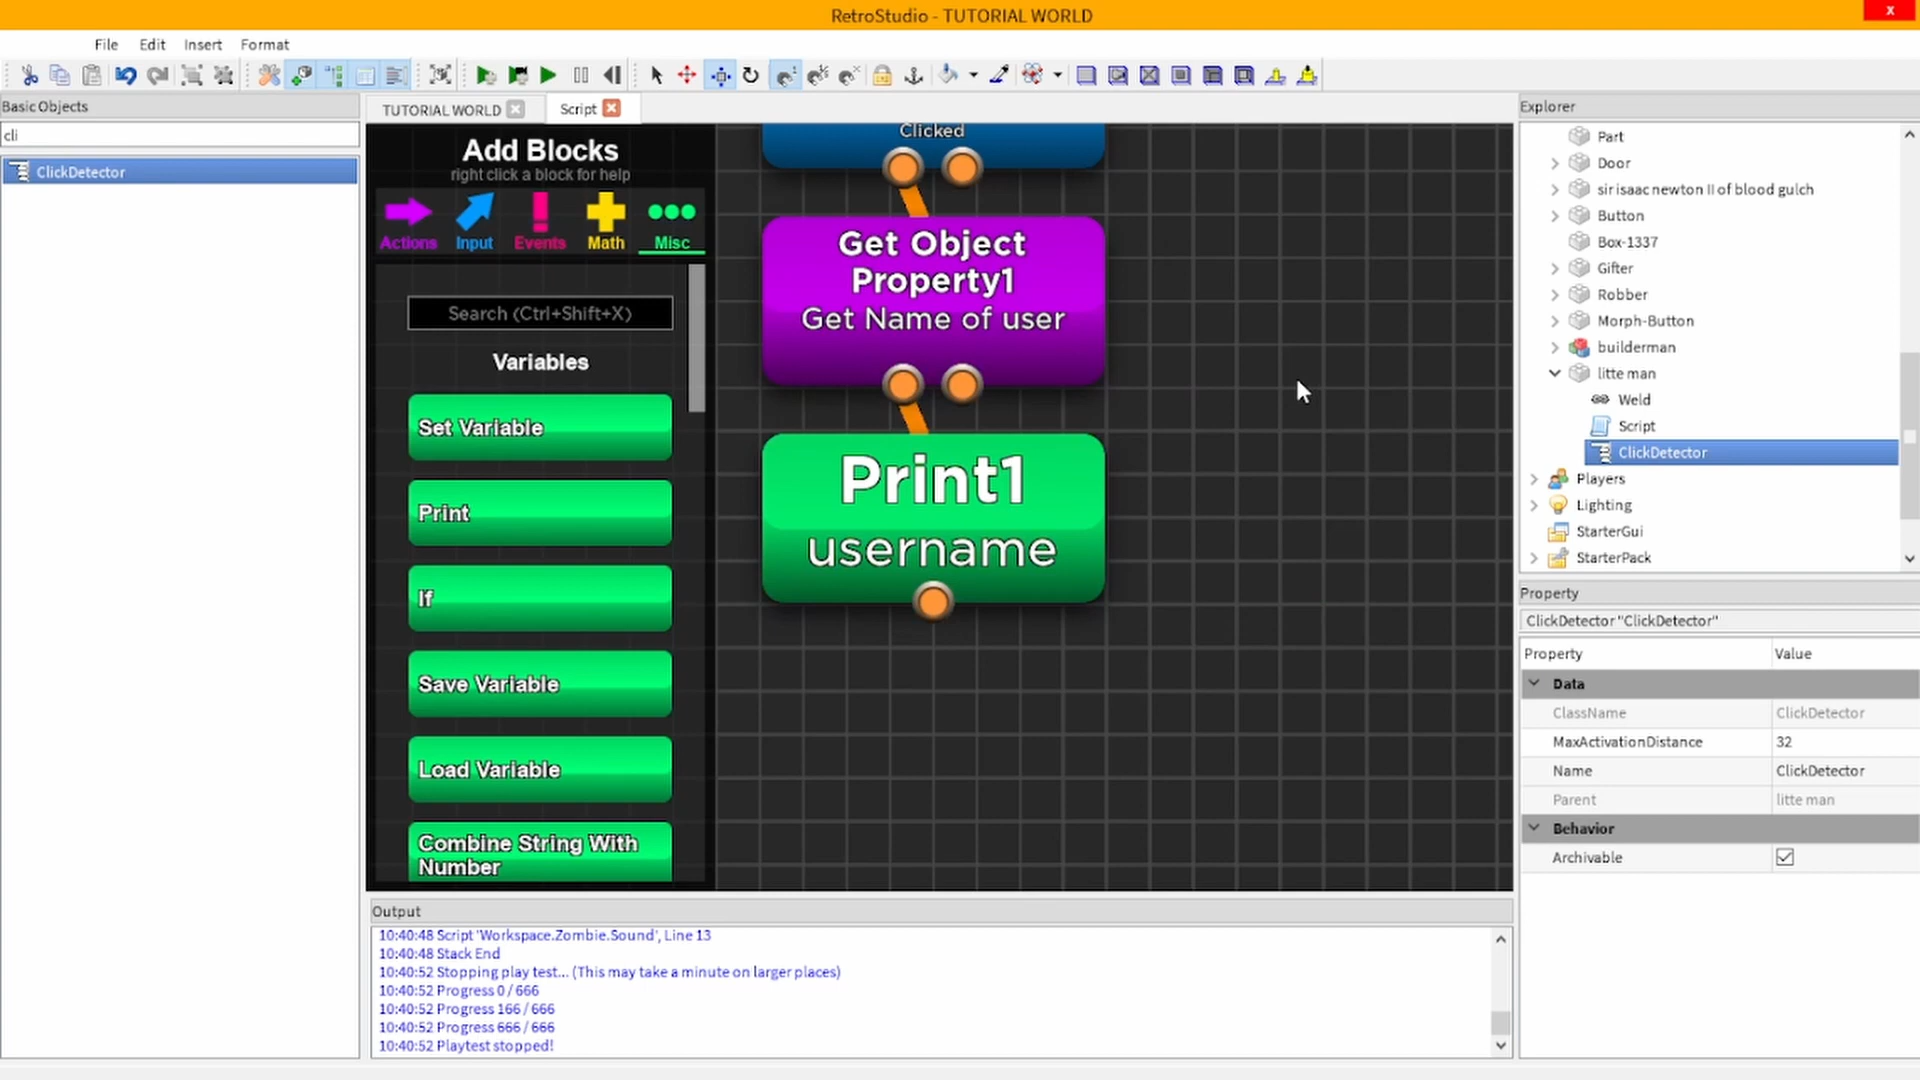 RetroStudio - TUTORIAL WORLD
x
File Edit Insert Format
Basic Objects
cli
ClickDetector
TUTORIAL WORLD
Script
Add Blocks
right click a block for help
Actions Input Events Math Misc
Search (Ctrl+Shift+X)
Variables
Set Variable
Print
If
Save Variable
Load Variable
Combine String With
Number
Clicked
Get Object
Property1
Get Name of user
Print1
username
Output
10:40:48 Script 'Workspace.Zombie.Sound', Line 13
10:40:48 Stack End
10:40:52 Stopping play test... (This may take a minute on larger places)
10:40:52 Progress 0 / 666
10:40:52 Progress 166 / 666
10:40:52 Progress 666 / 666
10:40:52 Playtest stopped!
Explorer
Part
Door
sir isaac newton II of blood gulch
Button
Box-1337
Gifter
Robber
Morph-Button
builderman
litte man
Weld
Script
ClickDetector
Players
Lighting
StarterGui
StarterPack
Property
ClickDetector "ClickDetector"
Property Value
Data
ClassName ClickDetector
MaxActivationDistance 32
Name ClickDetector
Parent litte man
Behavior
Archivable